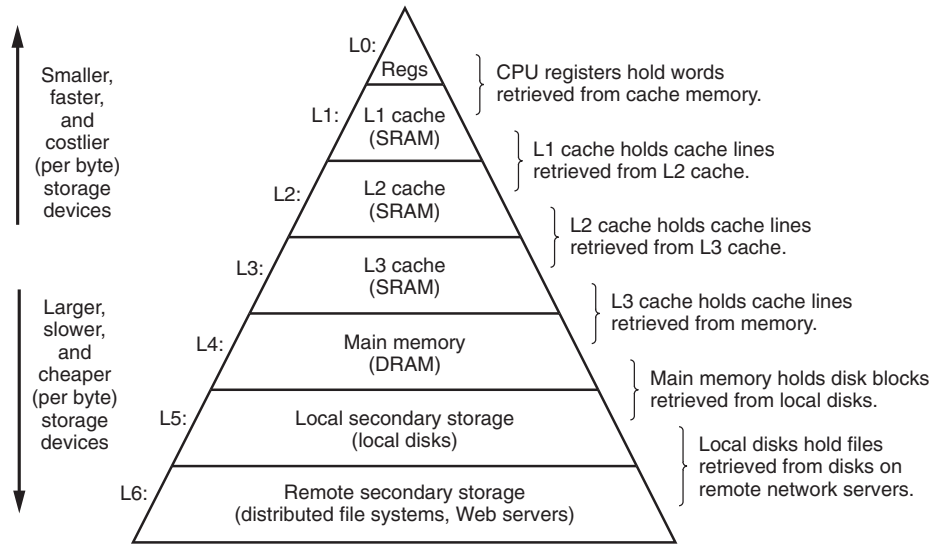 L0:
Regs
CPU registers hold words
retrieved from cache memory.
Smaller,
faster,
and
costlier
(per byte)
storage
devices
L1:
L1 cache
(SRAM)
L1 cache holds cache lines
retrieved from L2 cache.
L2:
L2 cache
(SRAM)
L2 cache holds cache lines
retrieved from L3 cache.
L3:
L3 cache
(SRAM)
L3 cache holds cache lines
retrieved from memory.
Larger,
slower,
and
cheaper
(per byte)
storage
devices
L4:
Main memory
(DRAM)
Main memory holds disk blocks
retrieved from local disks.
L5:
Local secondary storage
(local disks)
Local disks hold files
retrieved from disks on
remote network servers.
L6:
Remote secondary storage
(distributed file systems, Web servers)